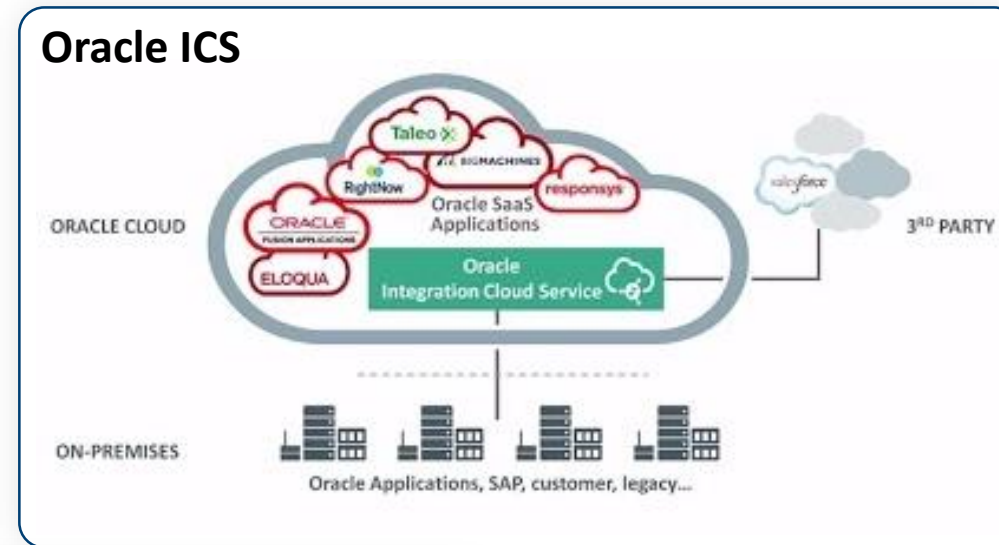 Oracle ICS
Taleo
BIGMACHINES
RightNow
responsys
Oracle SaaS
Applications
ORACLE
FUSION APPLICATIONS
ELOQUA
ORACLE CLOUD
salesforce
3RD PARTY
Oracle
Integration Cloud Service
ON-PREMISES
Oracle Applications, SAP, customer, legacy...